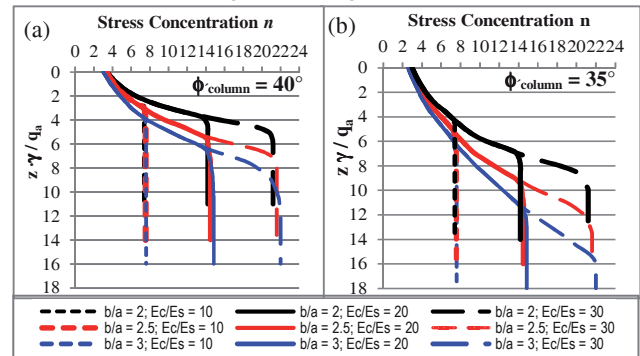 (a) Stress Concentration n
0 2 4 6 8 10 12 14 16 18 20 22 24
0
2
4
6
8
10
12
14
16
18
z γ / qa
ϕ´column = 40°
(b) Stress Concentration n
0 2 4 6 8 10 12 14 16 18 20 22 24
0
2
4
6
8
10
12
14
16
18
z·γ / qa
ϕ´column = 35°
b/a = 2; Ec/Es = 10 b/a = 2; Ec/Es = 20 b/a = 2; Ec/Es = 30
b/a = 2.5; Ec/Es = 10 b/a = 2.5; Ec/Es = 20 b/a = 2.5; Ec/Es = 30
b/a = 3; Ec/Es = 10 b/a = 3; Ec/Es = 20 b/a = 3; Ec/Es = 30